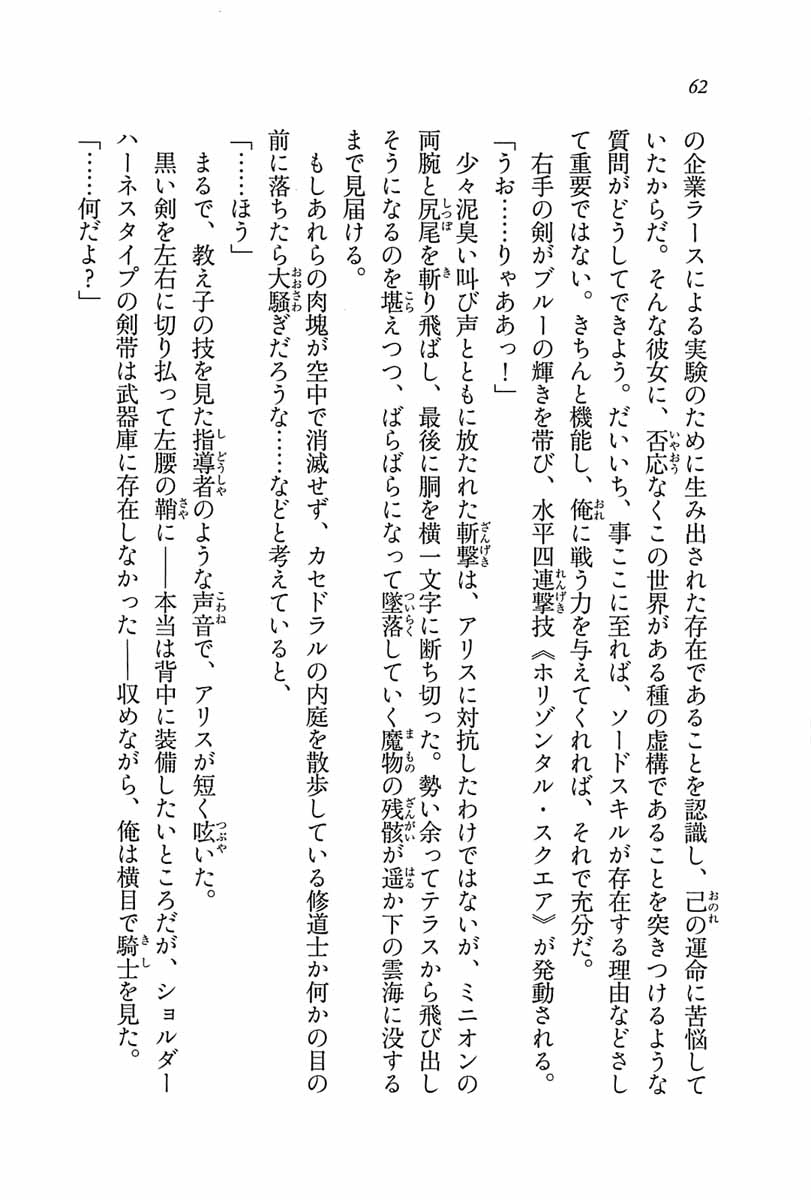 62
の企業ラースによる実験のために生み出された存在であることを認識し、己の運命に苦悩して
いたからだ。そんな彼女に、否応なくこの世界がある種の虚構であることを突きつけるような
質問がどうしてできよう。だいいち、事ここに至れば、ソードスキルが存在する理由などさし
て重要ではない。きちんと機能し、俺に戦う力を与えてくれれば、それで充分だ。
右手の剣がブルーの輝きを帯び、水平四連撃技《ホリゾンタル・スクエア》が発動される。
「うお……りゃああっ！」
少々泥臭い叫び声とともに放たれた斬撃は、アリスに対抗したわけではないが、ミニオンの
両腕と尻尾を斬り飛ばし、最後に胴を横一文字に断ち切った。勢い余ってテラスから飛び出し
そうになるのを堪えつつ、ばらばらになって墜落していく魔物の残骸が遥か下の雲海に没する
まで見届ける。
もしあれらの肉塊が空中で消滅せず、カセドラルの内庭を散歩している修道士か何かの目の
前に落ちたら大騒ぎだろうな……などと考えていると、
「……ほう」
まるで、教え子の技を見た指導者のような声音で、アリスが短く呟いた。
黒い剣を左右に切り払って左腰の鞘に――本当は背中に装備したいところだが、ショルダー
ハーネスタイプの剣帯は武器庫に存在しなかった――収めながら、俺は横目で騎士を見た。
「……何だよ？」